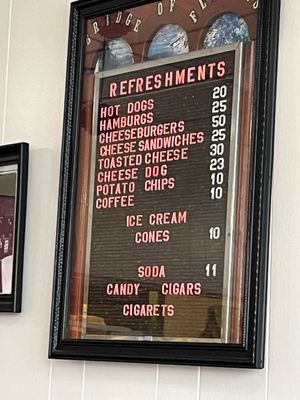 BRIDGE OF FL
REFRESHMENTS
HOT DOGS 20
HAMBURGS 25
CHEESEBURGERS 50
CHEESE SANDWICHES 25
TOASTED CHEESE 30
CHEESE DOG 23
POTATO CHIPS 10
COFFEE 10
ICE CREAM
CONES 10
SODA 11
CANDY CIGARS
CIGARETS